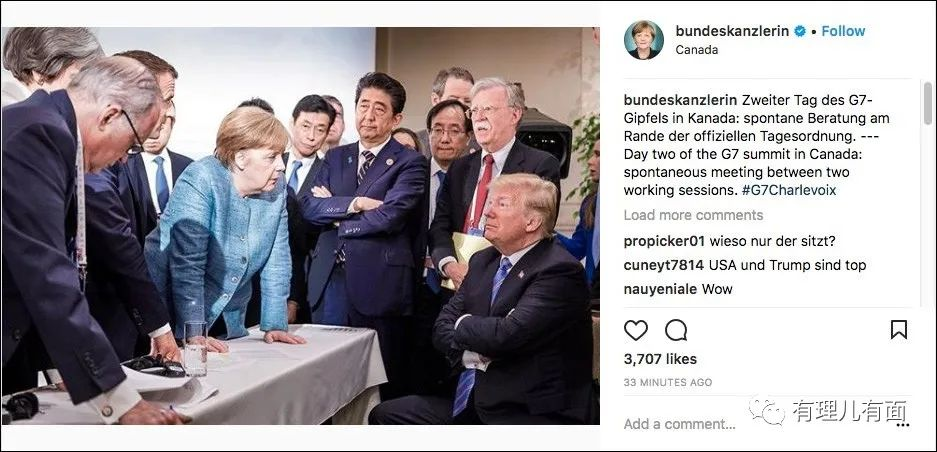 bundeskanzlerin • Follow
Canada
bundeskanzlerin Zweiter Tag des G7-
Gipfels in Kanada: spontane Beratung am
Rande der offiziellen Tagesordnung. ---
Day two of the G7 summit in Canada:
spontaneous meeting between two
working sessions. #G7Charlevoix
Load more comments
propicker01 wieso nur der sitzt?
cuneyt7814 USA und Trump sind top
nauyeniale Wow
3,707 likes
33 MINUTES AGO
Add a comment...
有理儿有面